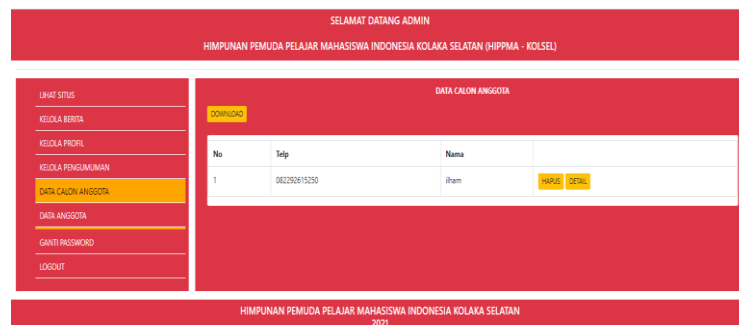 SELAMAT DATANG ADMIN
HIMPUNAN PEMUDA PELAJAR MAHASISWA INDONESIA KOLAKA SELATAN (HIPPMA - KOLSEL)
LIHAT SITUS
KELOLA BERITA
KELOLA PROFIL
KELOLA PENGUMUMAN
DATA CALON ANGGOTA
DATA ANGGOTA
GANTI PASSWORD
LOGOUT
DATA CALON ANGGOTA
DOWNLOAD
No Telp Nama
1 082292615250 ilham HAPUS DETAIL
HIMPUNAN PEMUDA PELAJAR MAHASISWA INDONESIA KOLAKA SELATAN
2021